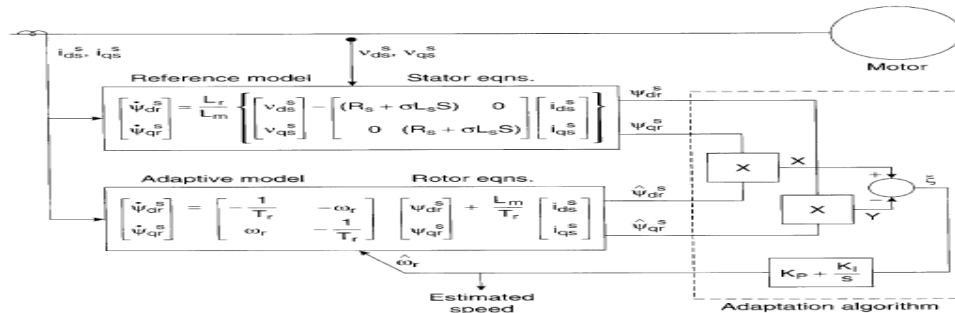 i_ds^s, i_qs^s
v_ds^s, v_qs^s
Motor
Reference model Stator eqns.
[ψ̇_dr^s ψ̇_qr^s] = L_r/L_m { [v_ds^s v_qs^s] - [(R_s + σL_sS) 0 0 (R_s + σL_sS)] [i_ds^s i_qs^s] }
ψ_dr^s
ψ_qr^s
X X
+
ξ
−
X Y
Adaptive model Rotor eqns.
[ψ̇_dr^s ψ̇_qr^s] = [-1/T_r -ω_r ω_r -1/T_r] [ψ_dr^s ψ_qr^s] + L_m/T_r [i_ds^s i_qs^s]
ψ̂_dr^s
ψ̂_qr^s
ω̂_r
K_P + K_I/s
Estimated
speed
Adaptation algorithm